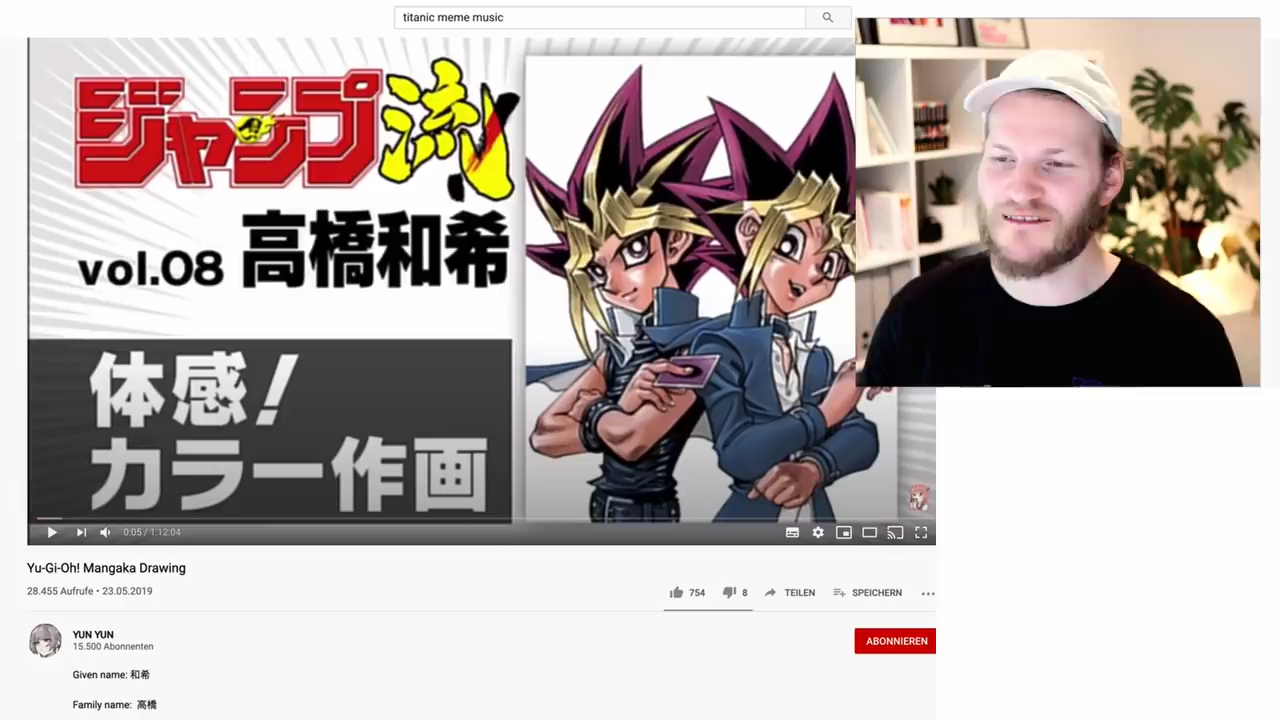 titanic meme music
ジャンプ流
vol.08 高橋和希
体感!
カラー作画
0:05 / 1:12:04
Yu-Gi-Oh! Mangaka Drawing
28.455 Aufrufe • 23.05.2019
754
8
TEILEN
SPEICHERN
YUN YUN
15.500 Abonnenten
ABONNIEREN
Given name: 和希
Family name: 高橋